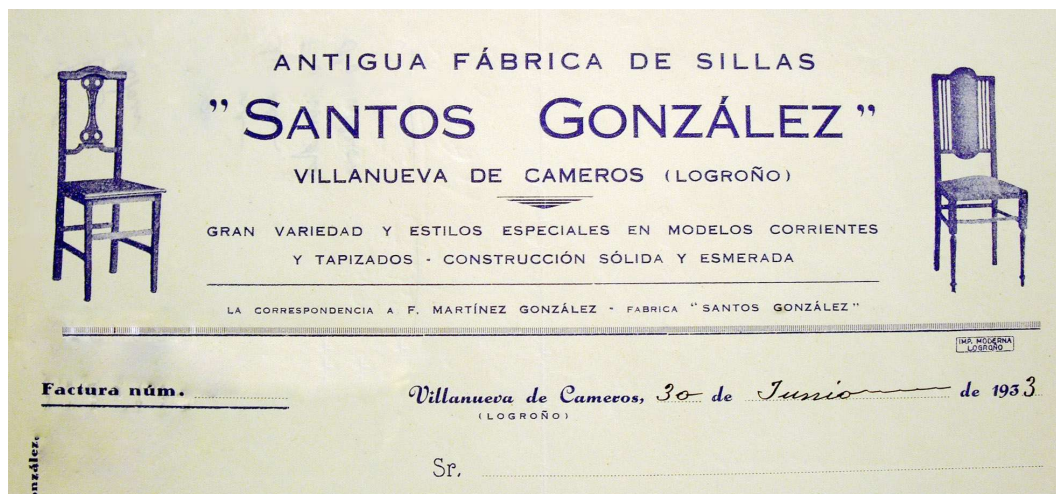 ANTIGUA FÁBRICA DE SILLAS
"SANTOS GONZÁLEZ"
VILLANUEVA DE CAMEROS (LOGROÑO)
GRAN VARIEDAD Y ESTILOS ESPECIALES EN MODELOS CORRIENTES
Y TAPIZADOS - CONSTRUCCIÓN SÓLIDA Y ESMERADA
LA CORRESPONDENCIA A F. MARTÍNEZ GONZÁLEZ - FABRICA "SANTOS GONZÁLEZ"
IMP. MODERNA
LOGROÑO
Factura núm.
Villanueva de Cameros, 30 de Junio de 1933
(LOGROÑO)
Sr.